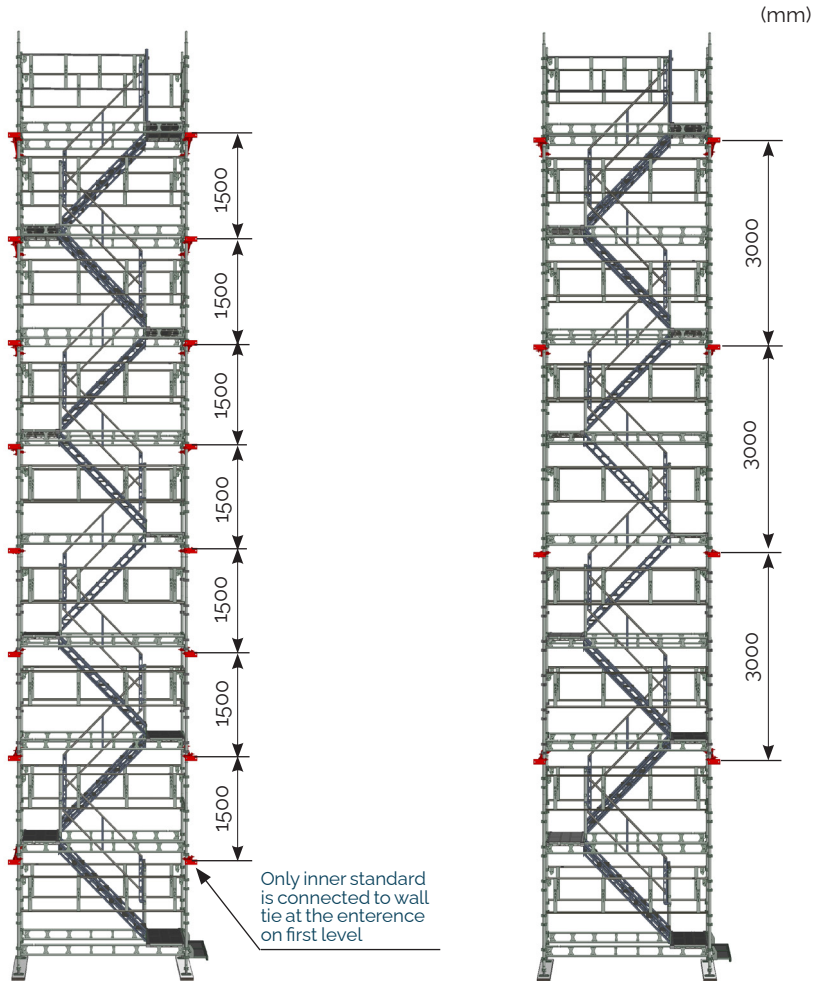 (mm)
1500
1500
1500
1500
1500
1500
1500
3000
3000
3000
Only inner standard
is connected to wall
tie at the enterence
on first level